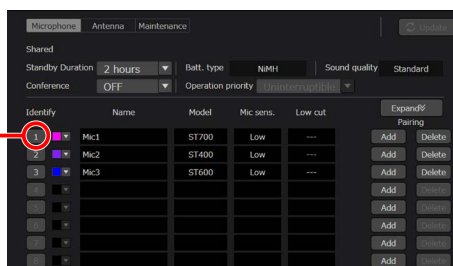 Microphone Antenna Maintenance Update
Shared
Standby Duration 2 hours Batt. type NiMH Sound quality Standard
Conference OFF Operation priority Uninterruptible
Identify Name Model Mic sens. Low cut Expand
Pairing
1 Mic1 ST700 Low --- Add Delete
2 Mic2 ST400 Low --- Add Delete
3 Mic3 ST600 Low --- Add Delete
4 Add Delete
5 Add Delete
6 Add Delete
7 Add Delete
8 Add Delete